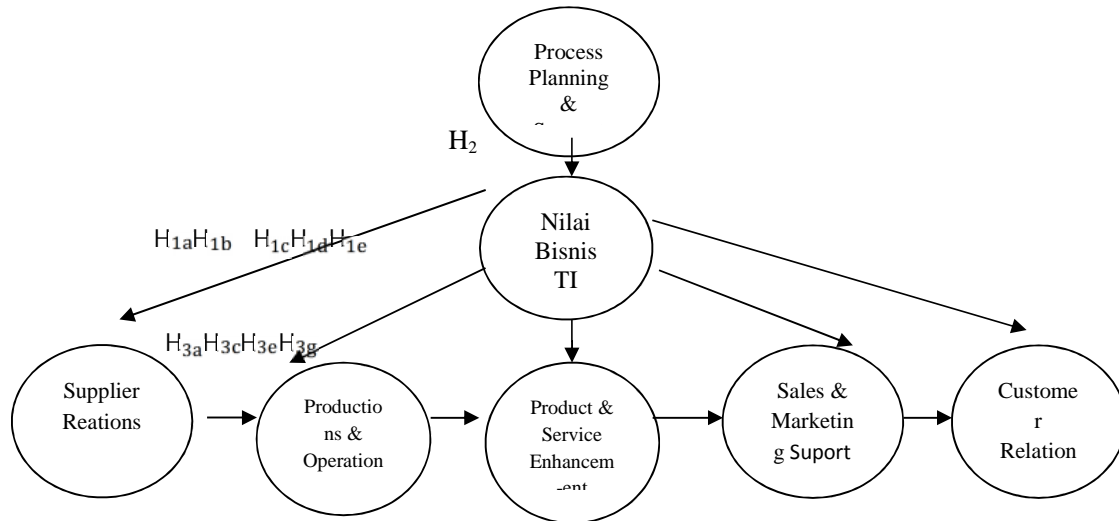 Process
Planning
&
H₂
Nilai
Bisnis
TI
H₁ₐH₁b H₁cH₁dH₁ₑ
H₃ₐH₃cH₃ₑH₃g
Supplier
Reations
Productio
ns &
Operation
Product &
Service
Enhancem
-ent
Sales &
Marketin
g Suport
Custome
r
Relation